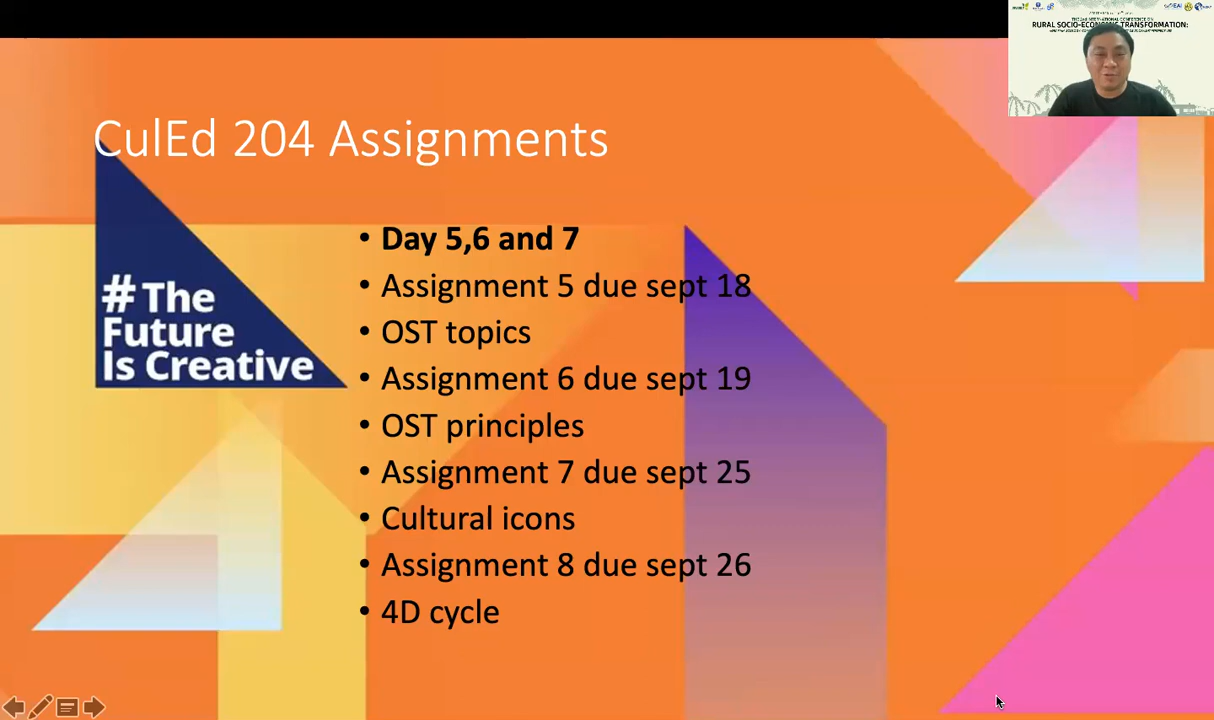 RURAL SOCIO-ECONOMIC TRANSFORMATION:
CulEd 204 Assignments
# The
Future
Is Creative
• Day 5,6 and 7
• Assignment 5 due sept 18
• OST topics
• Assignment 6 due sept 19
• OST principles
• Assignment 7 due sept 25
• Cultural icons
• Assignment 8 due sept 26
• 4D cycle